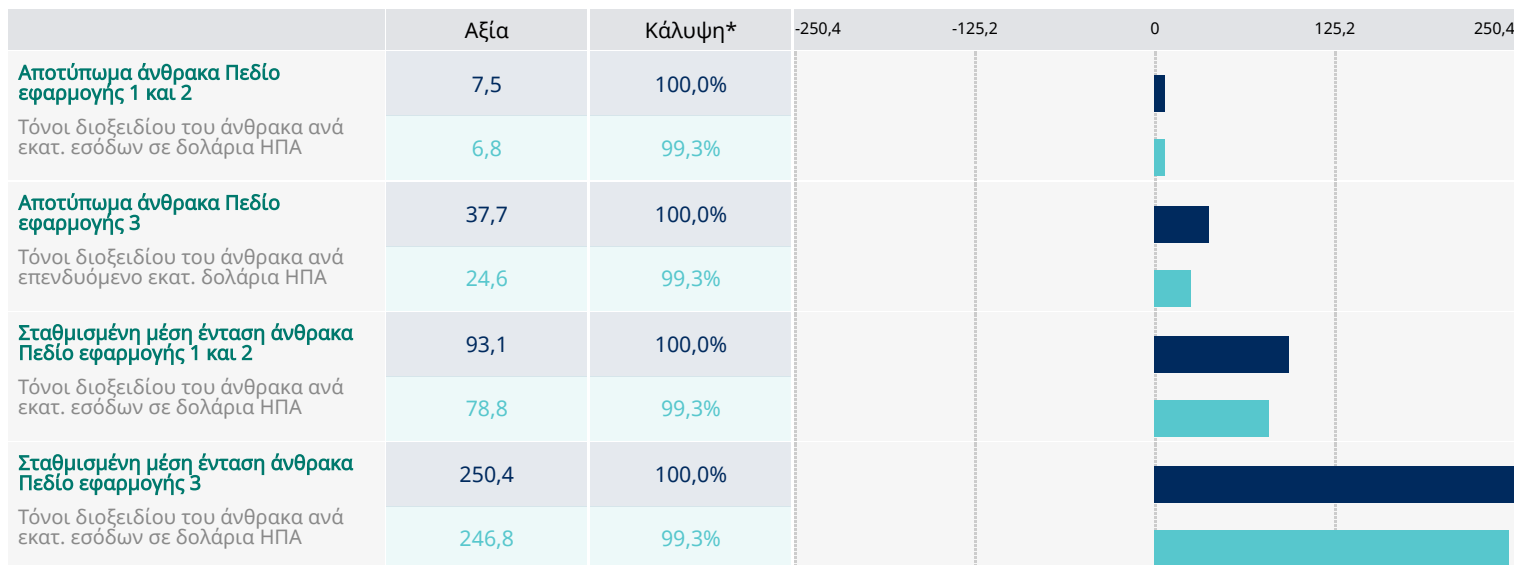 Αξία Κάλυψη* -250,4 -125,2 0 125,2 250,4
Αποτύπωμα άνθρακα Πεδίο
εφαρμογής 1 και 2
Τόνοι διοξειδίου του άνθρακα ανά
εκατ. εσόδων σε δολάρια ΗΠΑ
7,5 100,0%
6,8 99,3%
Αποτύπωμα άνθρακα Πεδίο
εφαρμογής 3
Τόνοι διοξειδίου του άνθρακα ανά
επενδυόμενο εκατ. δολάρια ΗΠΑ
37,7 100,0%
24,6 99,3%
Σταθμισμένη μέση ένταση άνθρακα
Πεδίο εφαρμογής 1 και 2
Τόνοι διοξειδίου του άνθρακα ανά
εκατ. εσόδων σε δολάρια ΗΠΑ
93,1 100,0%
78,8 99,3%
Σταθμισμένη μέση ένταση άνθρακα
Πεδίο εφαρμογής 3
Τόνοι διοξειδίου του άνθρακα ανά
εκατ. εσόδων σε δολάρια ΗΠΑ
250,4 100,0%
246,8 99,3%